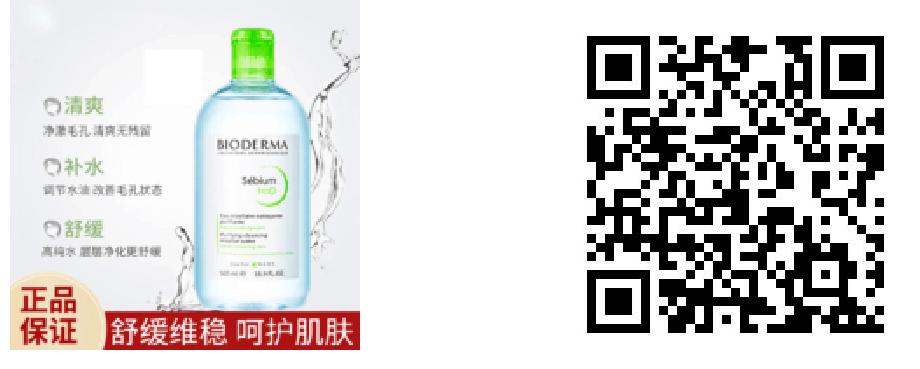 清爽
净澈毛孔 清爽无残留
补水
调节水油 改善毛孔状态
舒缓
高纯水 层层净化更舒缓
BIODERMA
Sébium
H₂O
正品
保证
舒缓维稳 呵护肌肤